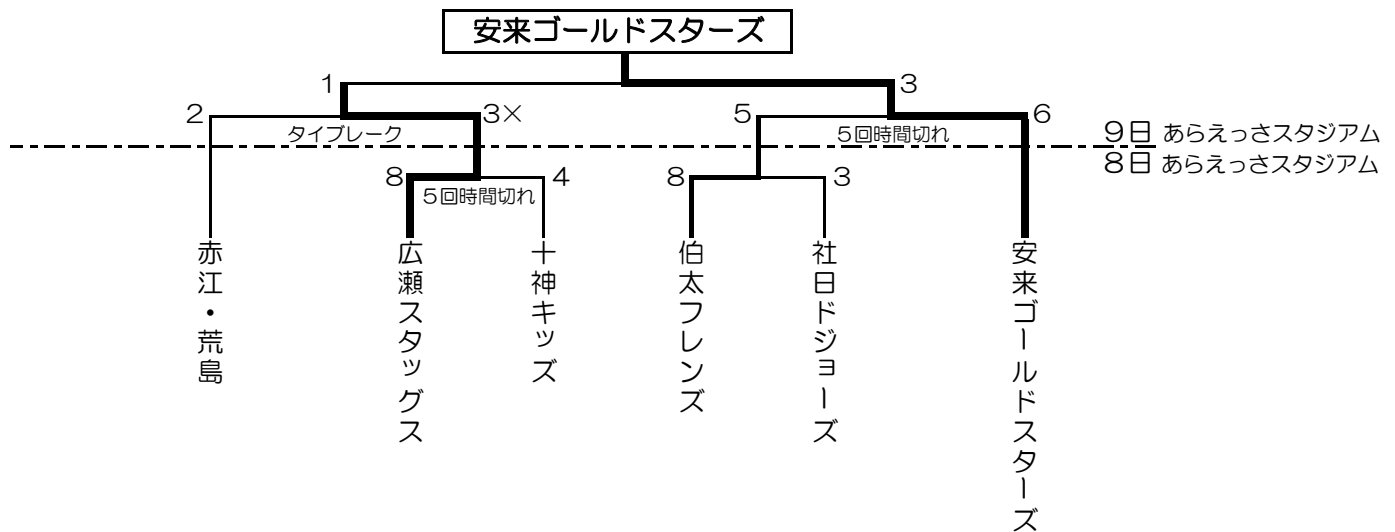 安来ゴールドスターズ
1
3
2
3×
5
6
タイブレーク
5回時間切れ
9日 あらえっさスタジアム
8日 あらえっさスタジアム
8
4
8
3
5回時間切れ
赤江・荒島
広瀬スタッグス
十神キッズ
伯太フレンズ
社日ドジョーズ
安来ゴールドスターズ